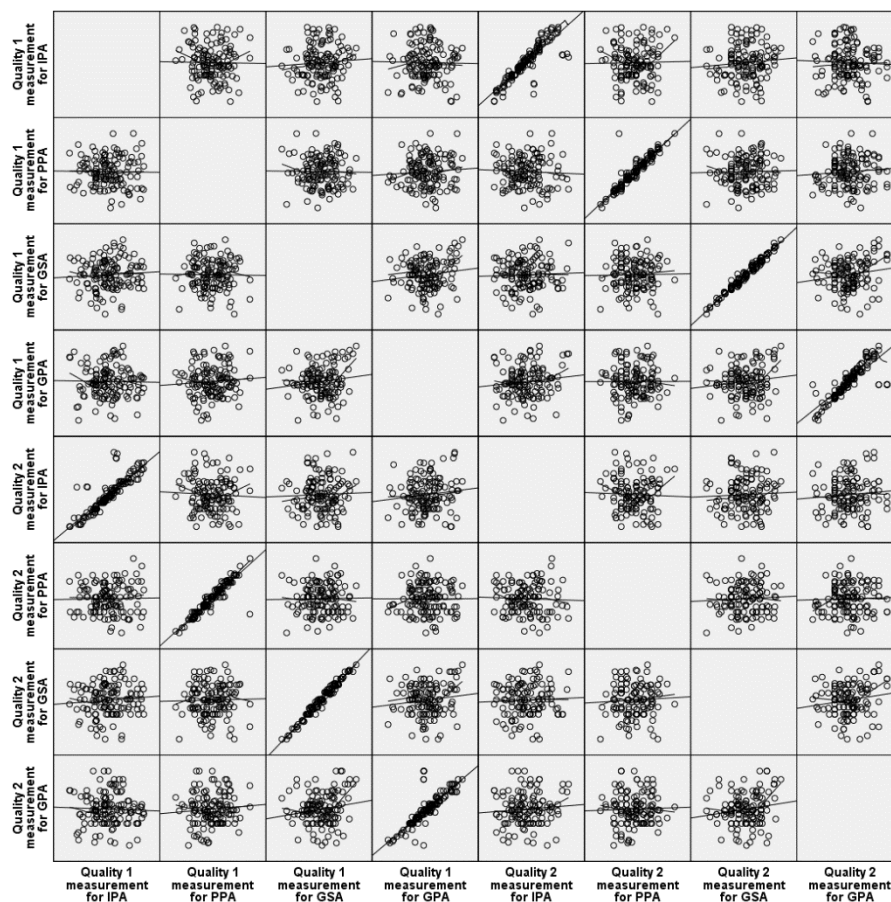 Quality 1
measurement
for IPA
Quality 1
measurement
for PPA
Quality 1
measurement
for GSA
Quality 1
measurement
for GPA
Quality 2
measurement
for IPA
Quality 2
measurement
for PPA
Quality 2
measurement
for GSA
Quality 2
measurement
for GPA
Quality 1
measurement
for IPA
Quality 1
measurement
for PPA
Quality 1
measurement
for GSA
Quality 1
measurement
for GPA
Quality 2
measurement
for IPA
Quality 2
measurement
for PPA
Quality 2
measurement
for GSA
Quality 2
measurement
for GPA